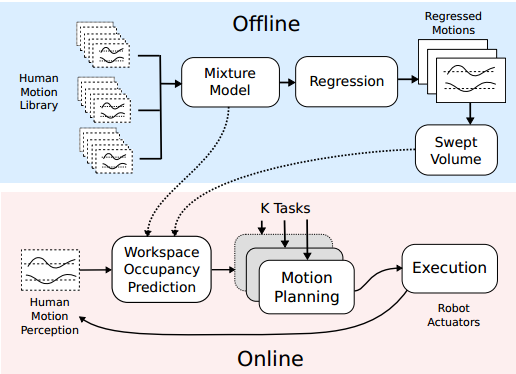 Offline
Regressed
Motions
Human
Motion
Library
Mixture
Model
Regression
Swept
Volume
K Tasks
Workspace
Occupancy
Prediction
Motion
Planning
Execution
Human
Motion
Perception
Robot
Actuators
Online